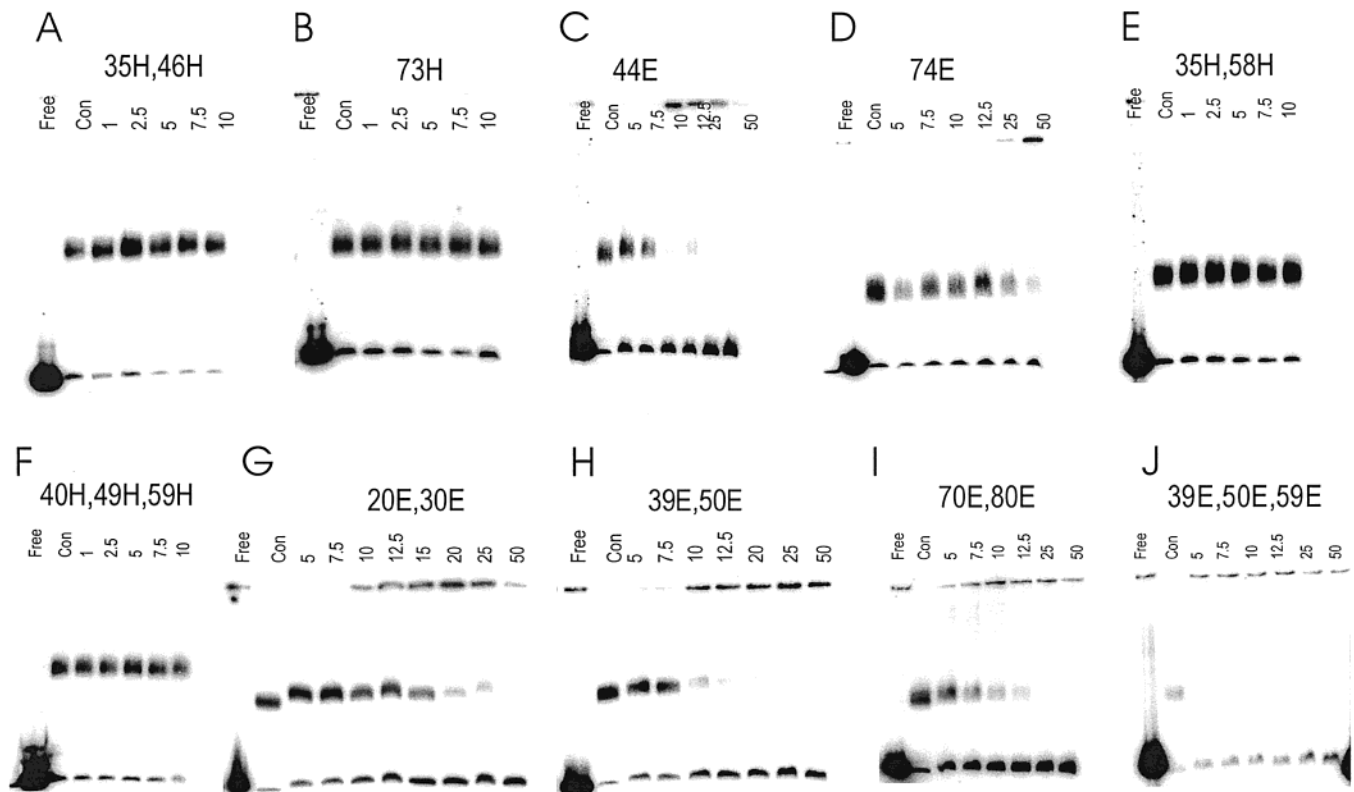 A
35H,46H
Free Con 1 2.5 5 7.5 10
B
73H
Free Con 1 2.5 5 7.5 10
C
44E
Free Con 5 7.5 10 12.5 25 50
D
74E
Free Con 5 7.5 10 12.5 25 50
E
35H,58H
Free Con 1 2.5 5 7.5 10
F
40H,49H,59H
Free Con 1 2.5 5 7.5 10
G
20E,30E
Free Con 5 7.5 10 12.5 15 20 25 50
H
39E,50E
Free Con 5 7.5 10 12.5 20 25 50
I
70E,80E
Free Con 5 7.5 10 12.5 25 50
J
39E,50E,59E
Free Con 5 7.5 10 12.5 25 50